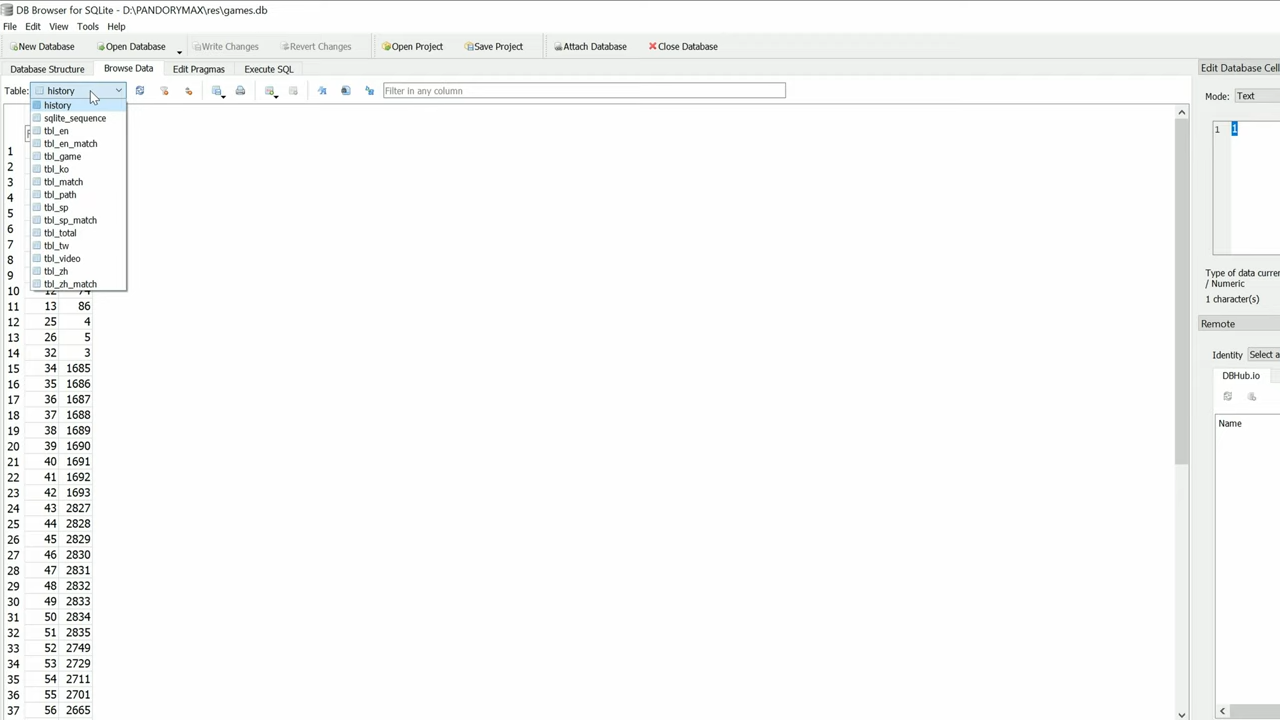 DB Browser for SQLite - D:\PANDORYMAX\res\games.db
File Edit View Tools Help
New Database Open Database Write Changes Revert Changes Open Project Save Project Attach Database Close Database
Database Structure Browse Data Edit Pragmas Execute SQL
Table: history Filter in any column
history
sqlite_sequence
tbl_en
tbl_en_match
tbl_game
tbl_ko
tbl_match
tbl_path
tbl_sp
tbl_sp_match
tbl_total
tbl_tw
tbl_video
tbl_zh
tbl_zh_match
1
2
3
4
5
6
7
8
9
10 12 74
11 13 86
12 25 4
13 26 5
14 32 3
15 34 1685
16 35 1686
17 36 1687
18 37 1688
19 38 1689
20 39 1690
21 40 1691
22 41 1692
23 42 1693
24 43 2827
25 44 2828
26 45 2829
27 46 2830
28 47 2831
29 48 2832
30 49 2833
31 50 2834
32 51 2835
33 52 2749
34 53 2729
35 54 2711
36 55 2701
37 56 2665
Edit Database Cell
Mode: Text
1 1
Type of data curren
/ Numeric
1 character(s)
Remote
Identity Select a
DBHub.io
Name